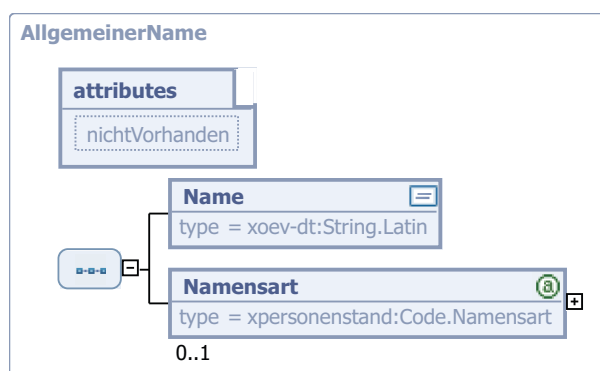 AllgemeinerName
attributes
nichtVorhanden
Name
type = xoev-dt:String.Latin
Namensart
type = xpersonenstand:Code.Namensart
0..1